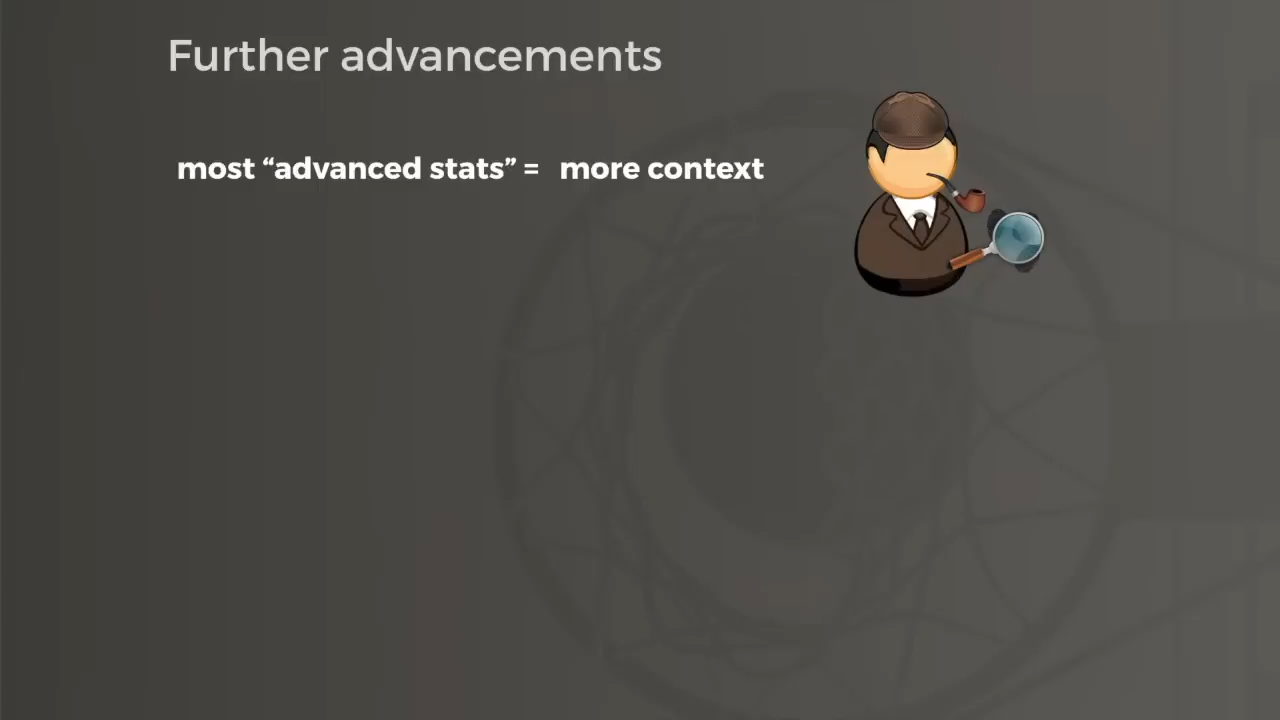 Further advancements
most “advanced stats” = more context